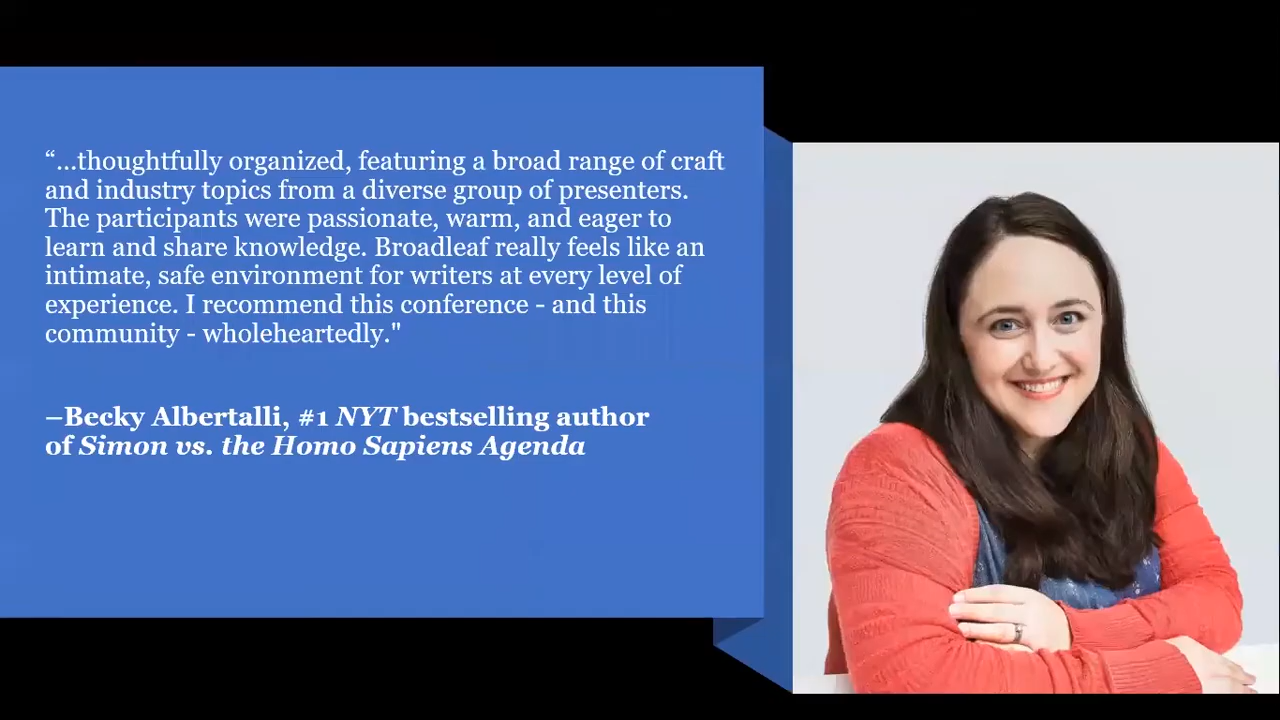 “...thoughtfully organized, featuring a broad range of craft
and industry topics from a diverse group of presenters.
The participants were passionate, warm, and eager to
learn and share knowledge. Broadleaf really feels like an
intimate, safe environment for writers at every level of
experience. I recommend this conference - and this
community - wholeheartedly."
–Becky Albertalli, #1 NYT bestselling author
of Simon vs. the Homo Sapiens Agenda